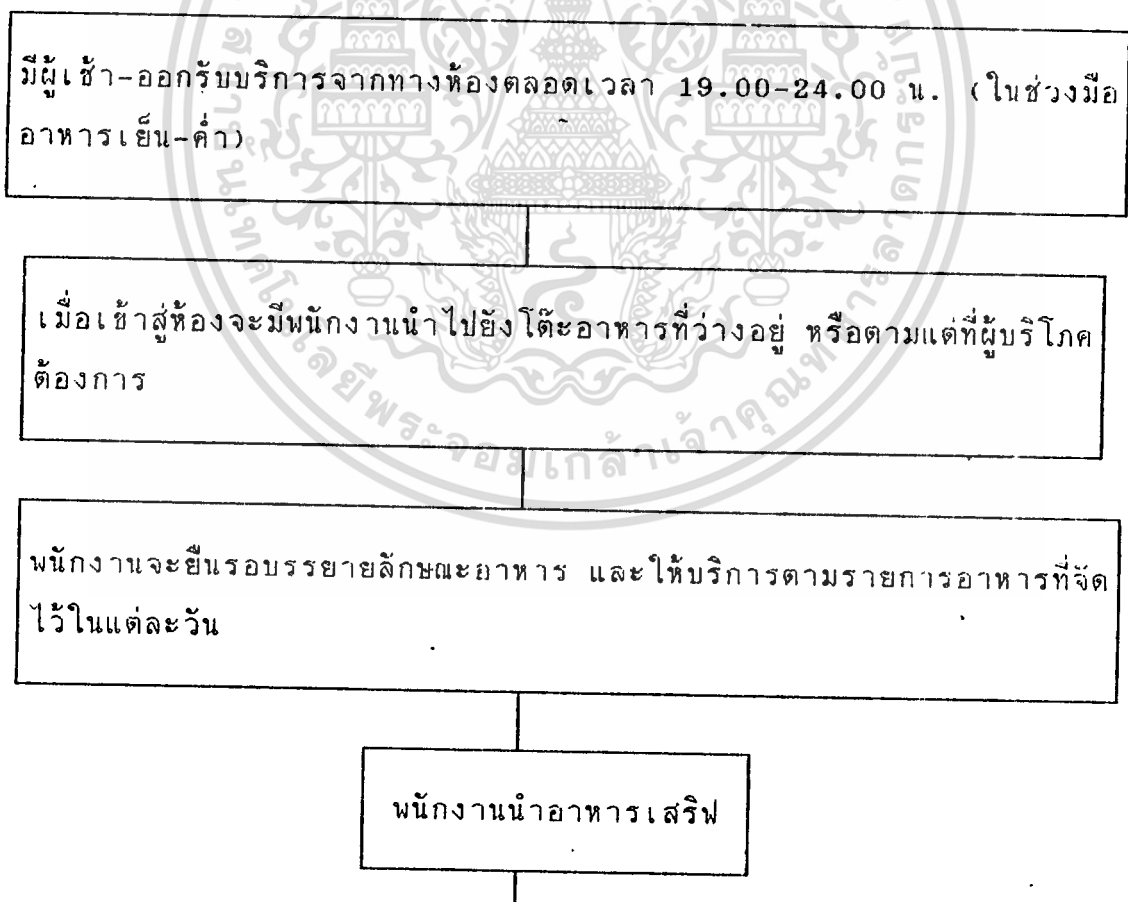 มีผู้เช้า-ออกรับบริการจากทางห้องตลอดเวลา 19.00-24.00 น. (ในช่วงมือ
อาหารเย็น-ค่ำ)
เมื่อเข้าสู่ห้องจะมีพนักงานนำไปยังโต๊ะอาหารที่ว่างอยู่ หรือตามแต่ที่ผู้บริโภค
ต้องการ
พนักงานจะยืนรอบรรยายลักษณะอาหาร และให้บริการตามรายการอาหารที่จัด
ไว้ในแต่ละวัน
พนักงานนำอาหารเสริฟ